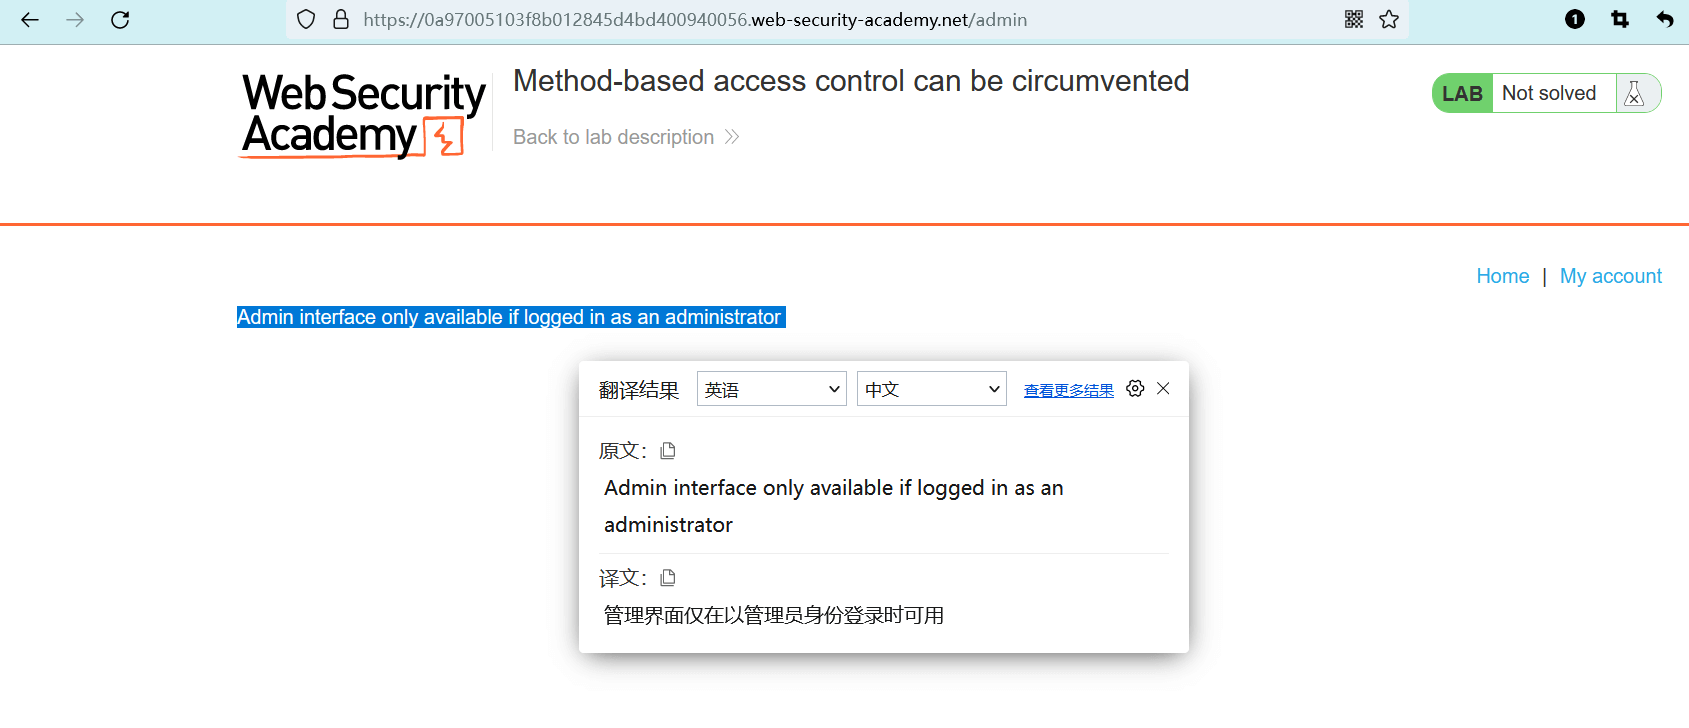 https://0a97005103f8b012845d4bd400940056.web-security-academy.net/admin
1
Web Security
Academy
Method-based access control can be circumvented
Back to lab description
LAB Not solved
Home | My account
Admin interface only available if logged in as an administrator
翻译结果 英语 中文 查看更多结果
原文：
Admin interface only available if logged in as an
administrator
译文：
管理界面仅在以管理员身份登录时可用